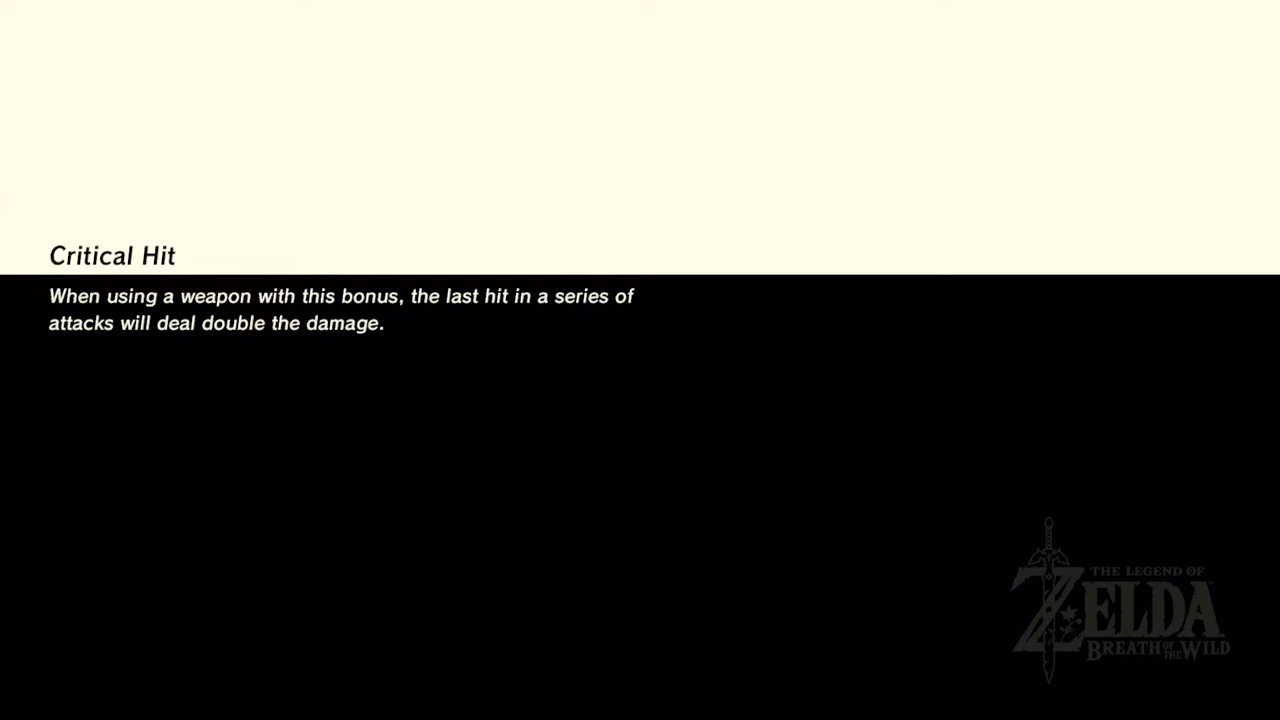 Critical Hit
When using a weapon with this bonus, the last hit in a series of
attacks will deal double the damage.
THE LEGEND OF
ZELDA
BREATH OF THE WILD